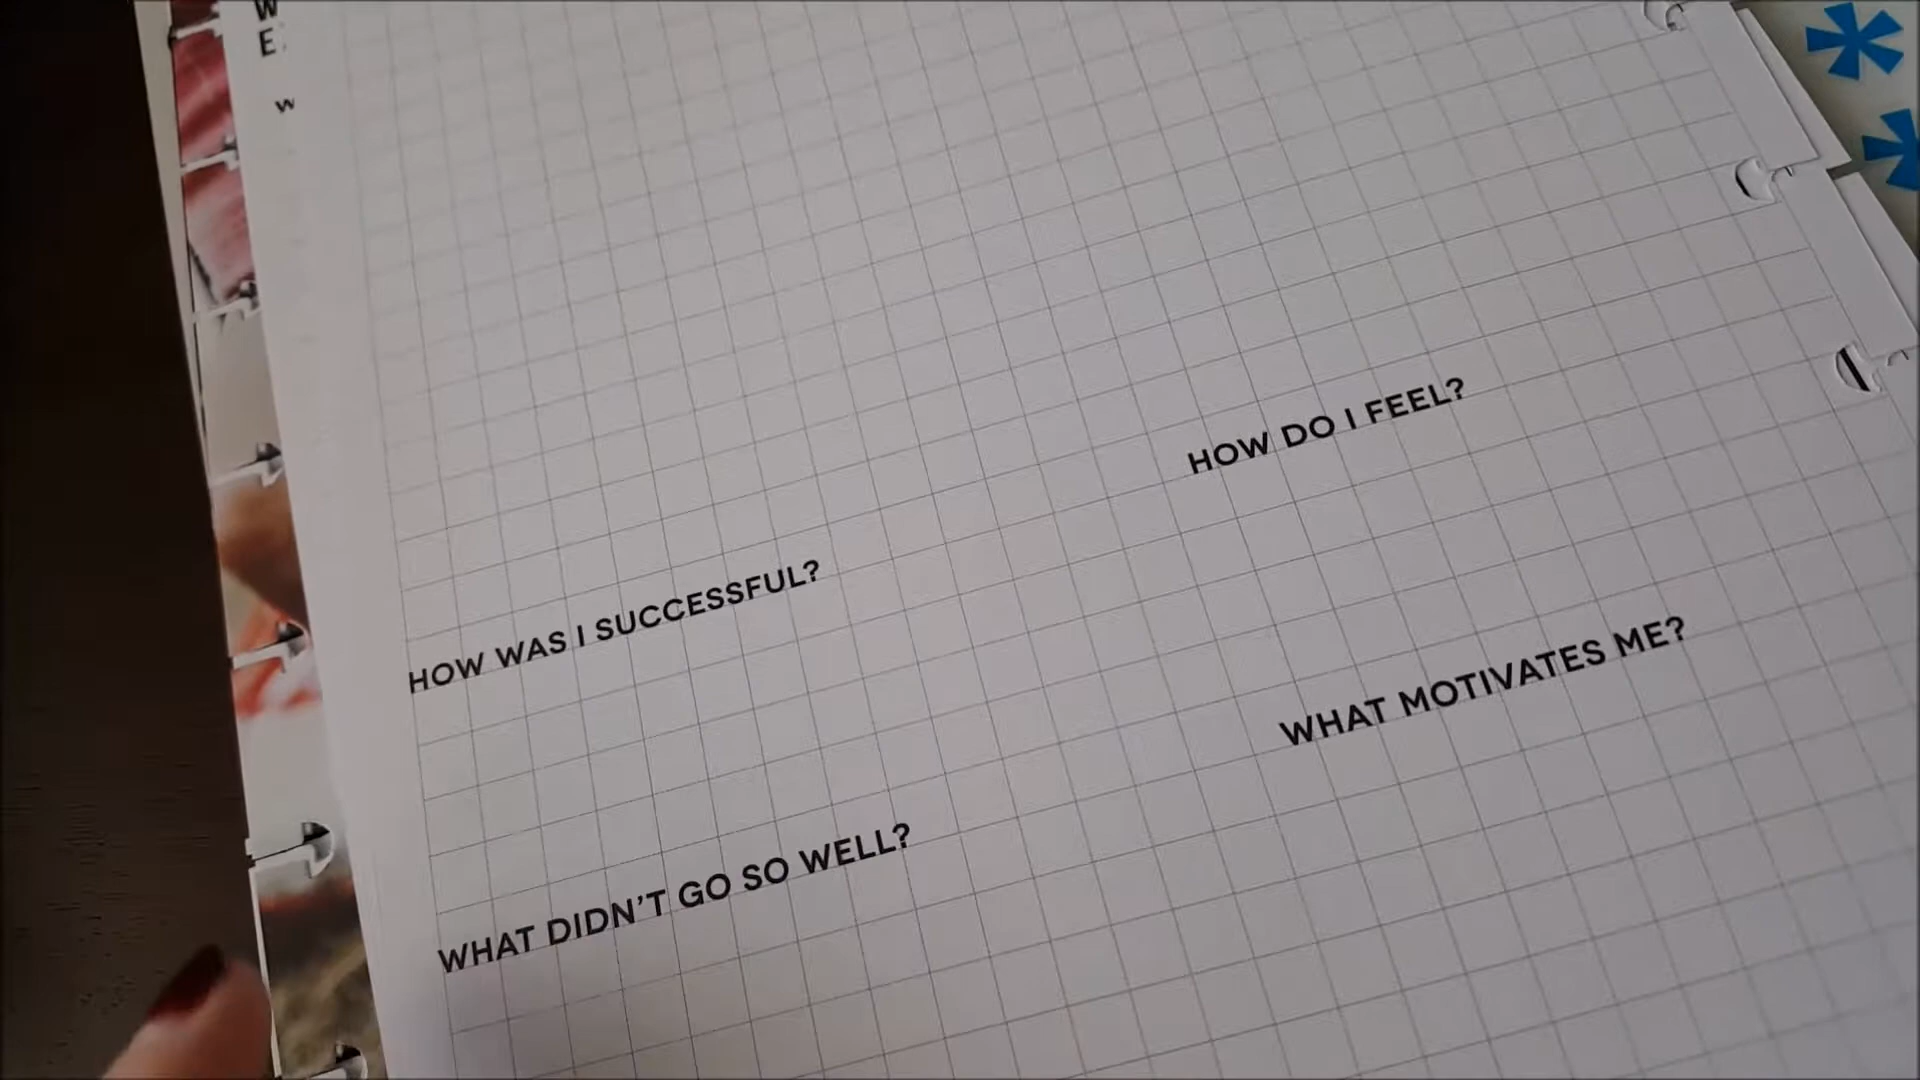 HOW DO I FEEL?
HOW WAS I SUCCESSFUL?
WHAT MOTIVATES ME?
WHAT DIDN'T GO SO WELL?